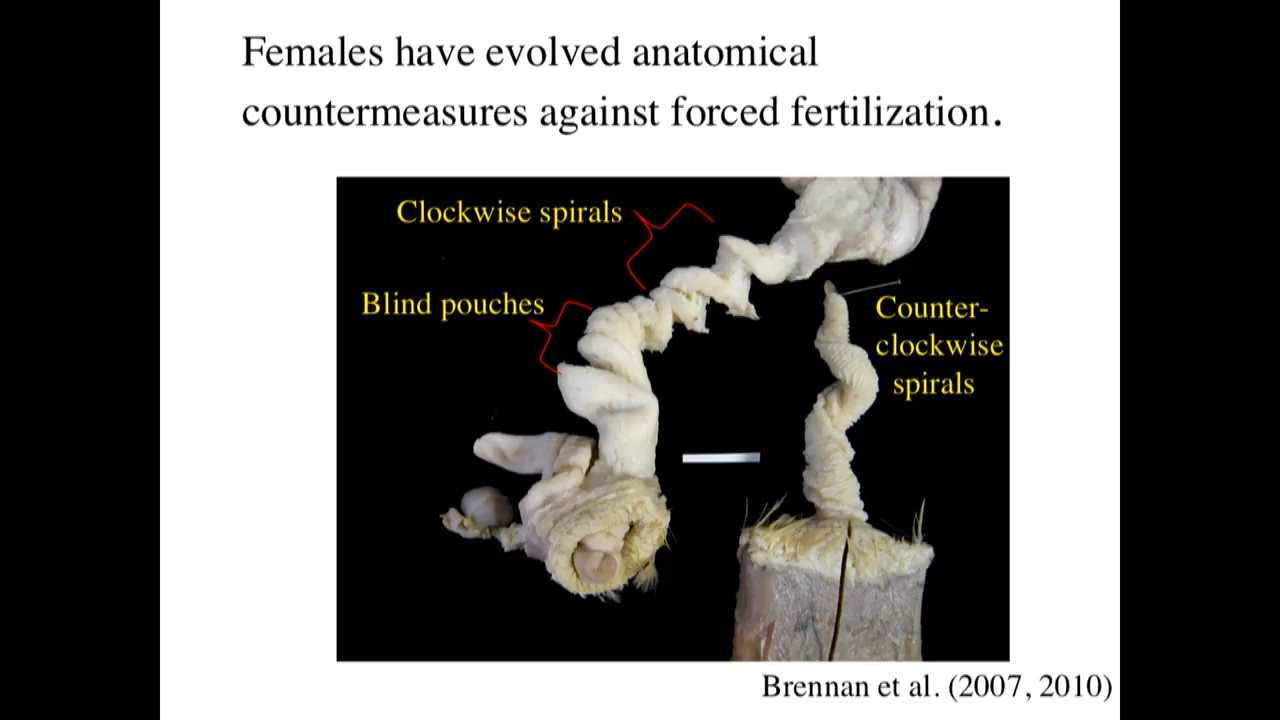 Females have evolved anatomical
countermeasures against forced fertilization.
Clockwise spirals
Blind pouches
Counter-
clockwise
spirals
Brennan et al. (2007, 2010)